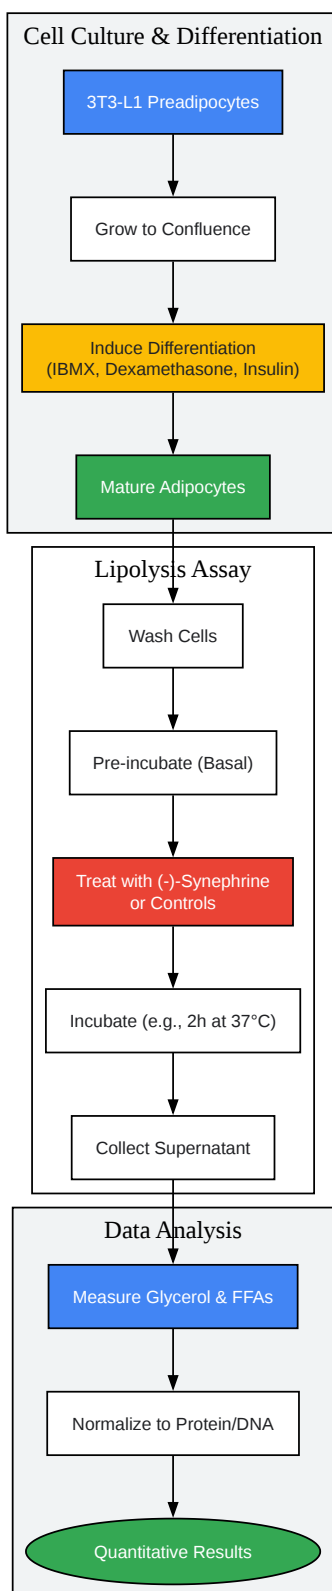 Cell Culture & Differentiation
3T3-L1 Preadipocytes
Grow to Confluence
Induce Differentiation
(IBMX, Dexamethasone, Insulin)
Mature Adipocytes
Lipolysis Assay
Wash Cells
Pre-incubate (Basal)
Treat with (-)-Synephrine
or Controls
Incubate (e.g., 2h at 37°C)
Collect Supernatant
Data Analysis
Measure Glycerol & FFAs
Normalize to Protein/DNA
Quantitative Results